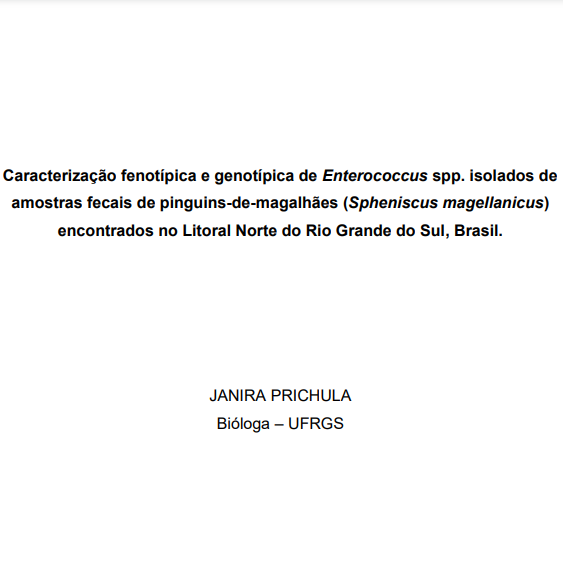 Caracterização fenotípica e genotípica de Enterococcus spp. isolados de
amostras fecais de pinguins-de-magalhães (Spheniscus magellanicus)
encontrados no Litoral Norte do Rio Grande do Sul, Brasil.
JANIRA PRICHULA
Bióloga – UFRGS